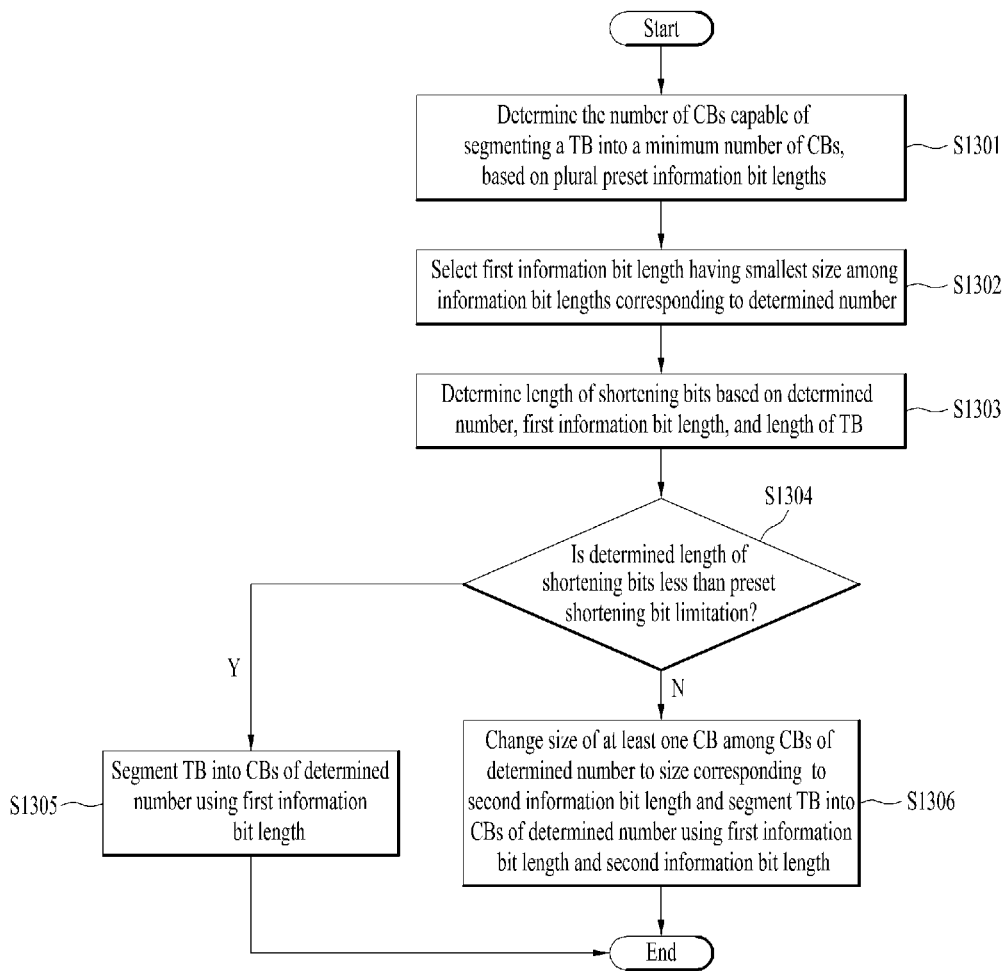 Start
Determine the number of CBs capable of
segmenting a TB into a minimum number of CBs,
based on plural preset information bit lengths
S1301
Select first information bit length having smallest size among
information bit lengths corresponding to determined number
S1302
Determine length of shortening bits based on determined
number, first information bit length, and length of TB
S1303
S1304
Is determined length of
shortening bits less than preset
shortening bit limitation?
Y
N
Segment TB into CBs of determined
number using first information
bit length
S1305
Change size of at least one CB among CBs of
determined number to size corresponding to
second information bit length and segment TB into
CBs of determined number using first information
bit length and second information bit length
S1306
End